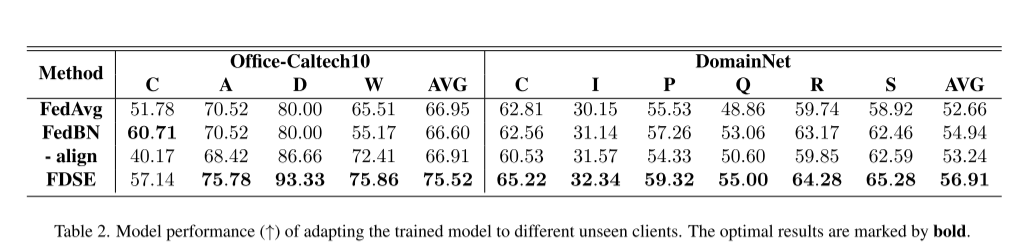 Method Office-Caltech10 DomainNet
C A D W AVG C I P Q R S AVG
FedAvg 51.78 70.52 80.00 65.51 66.95 62.81 30.15 55.53 48.86 59.74 58.92 52.66
FedBN 60.71 70.52 80.00 55.17 66.60 62.56 31.14 57.26 53.06 63.17 62.46 54.94
- align 40.17 68.42 86.66 72.41 66.91 60.53 31.57 54.33 50.60 59.85 62.59 53.24
FDSE 57.14 75.78 93.33 75.86 75.52 65.22 32.34 59.32 55.00 64.28 65.28 56.91
Table 2. Model performance (↑) of adapting the trained model to different unseen clients. The optimal results are marked by bold.